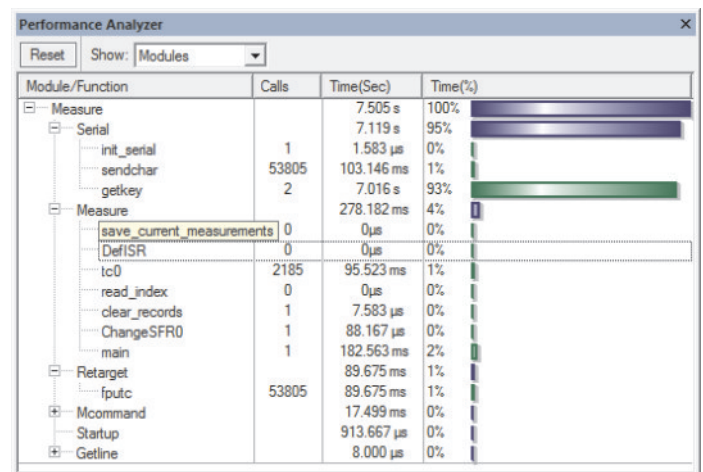 Performance Analyzer ×
Reset Show: Modules
Module/Function Calls Time(Sec) Time(%)
Measure 7.505 s 100%
Serial 7.119 s 95%
init_serial 1 1.583 µs 0%
sendchar 53805 103.146 ms 1%
getkey 2 7.016 s 93%
Measure 278.182 ms 4%
save_current_measurements 0 0µs 0%
DefISR 0 0µs 0%
tc0 2185 95.523 ms 1%
read_index 0 0µs 0%
clear_records 1 7.583 µs 0%
ChangeSFR0 1 88.167 µs 0%
main 1 182.563 ms 2%
Retarget 89.675 ms 1%
fputc 53805 89.675 ms 1%
Mcommand 17.499 ms 0%
Startup 913.667 µs 0%
Getline 8.000 µs 0%